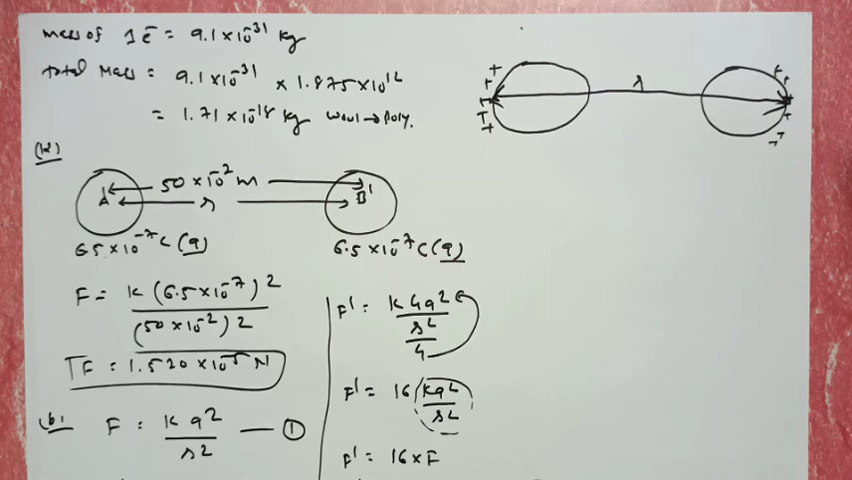 mass of 1 e⁻ = 9.1 × 10⁻³¹ kg
total Mass = 9.1×10⁻³¹ × 1.875×10¹²
= 1.71 × 10⁻¹⁸ kg wool → Poly.
r
+ + + + +
+ + + +
(12)
50 × 10⁻² m
A B'
r
6.5×10⁻⁷ C (q) 6.5×10⁻⁷ C (q)
F = K (6.5×10⁻⁷)² / (50×10⁻²)²
F = 1.520 × 10⁻⁵ N
(b) F = K q² / r² — ①
F' = K 4q² / r²/4
F' = 16 (Kq² / r²)
F' = 16 × F